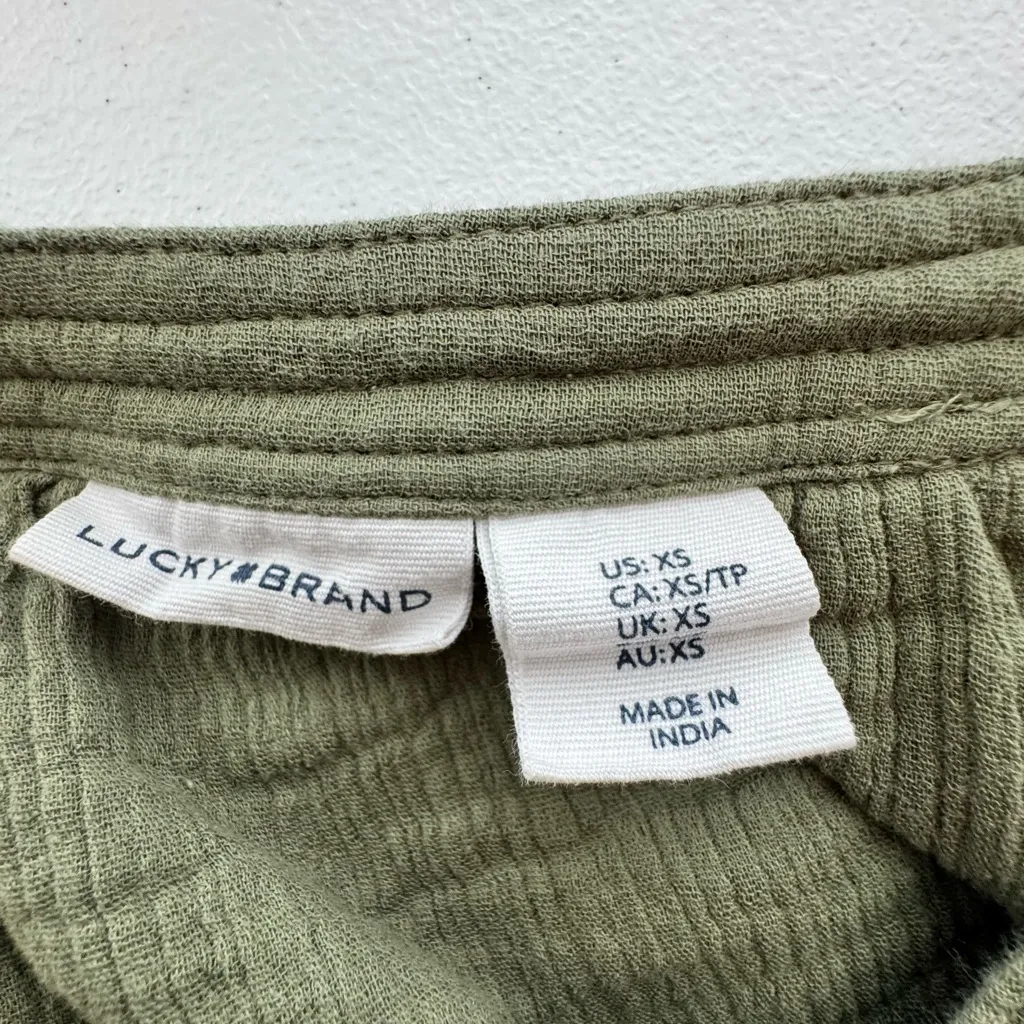 LUCKY BRAND
US: XS
CA: XS/TP
UK: XS
AU: XS
MADE IN
INDIA